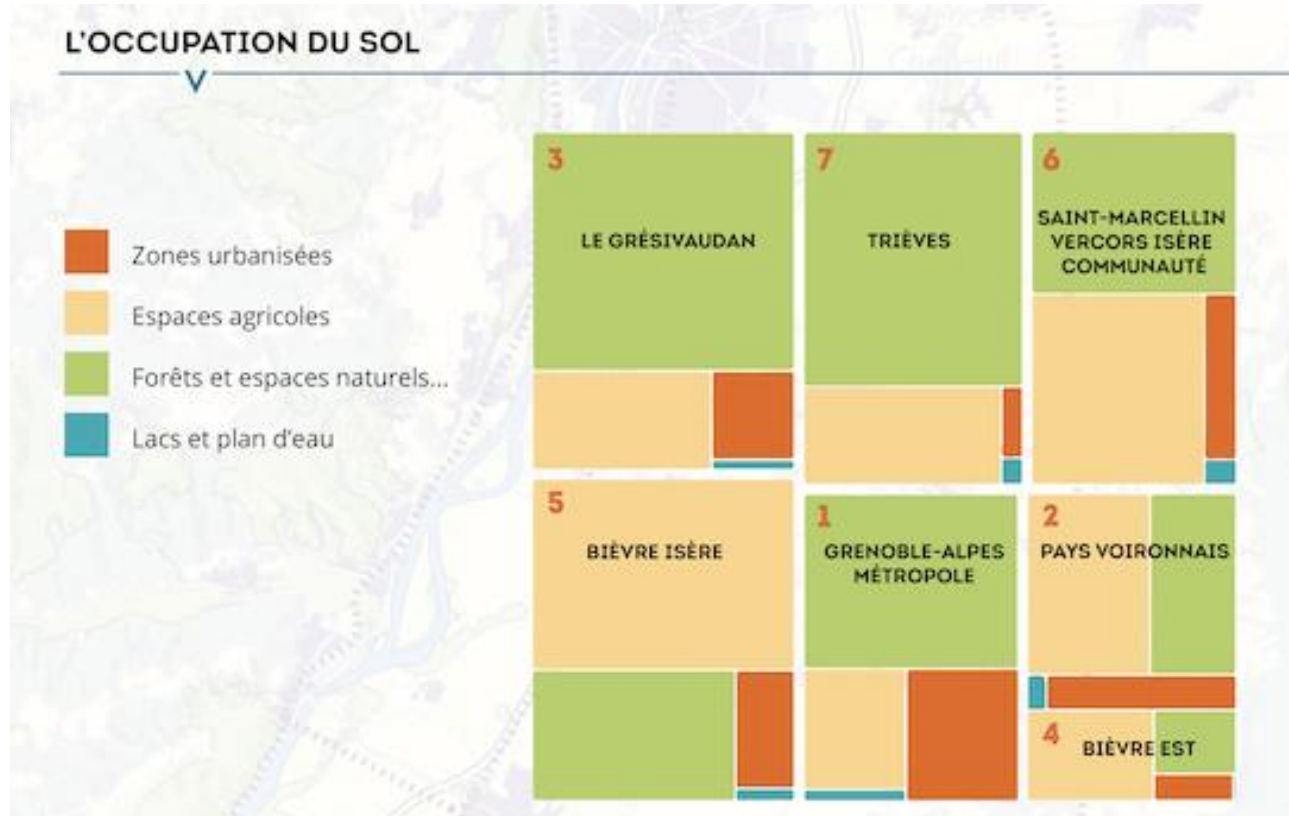 L'OCCUPATION DU SOL
Zones urbanisées
Espaces agricoles
Forêts et espaces naturels...
Lacs et plan d'eau
3
LE GRÉSIVAUDAN
7
TRIÈVES
6
SAINT-MARCELLIN
VERCORS ISÈRE
COMMUNAUTÉ
5
BIÈVRE ISÈRE
1
GRENOBLE-ALPES
MÉTROPOLE
2
PAYS VOIRONNAIS
4
BIÈVRE EST